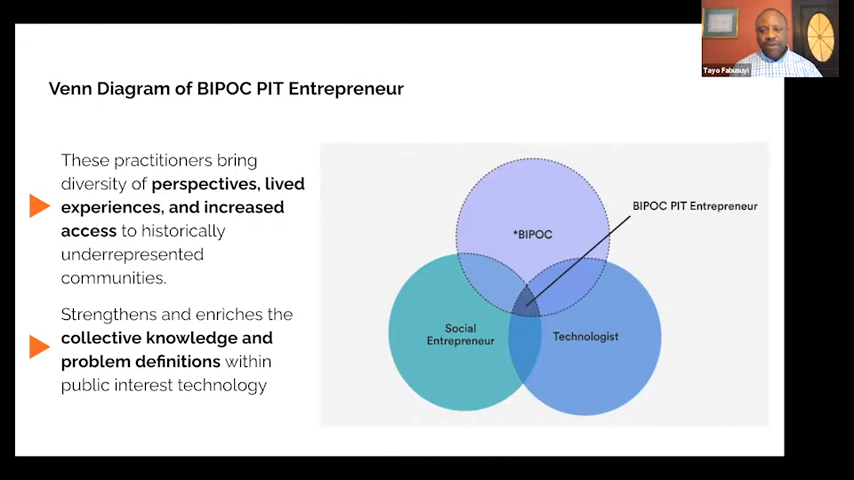 Tayo Fabusuyi
Venn Diagram of BIPOC PIT Entrepreneur
These practitioners bring
diversity of perspectives, lived
experiences, and increased
access to historically
underrepresented
communities.
Strengthens and enriches the
collective knowledge and
problem definitions within
public interest technology
BIPOC PIT Entrepreneur
*BIPOC
Social
Entrepreneur
Technologist